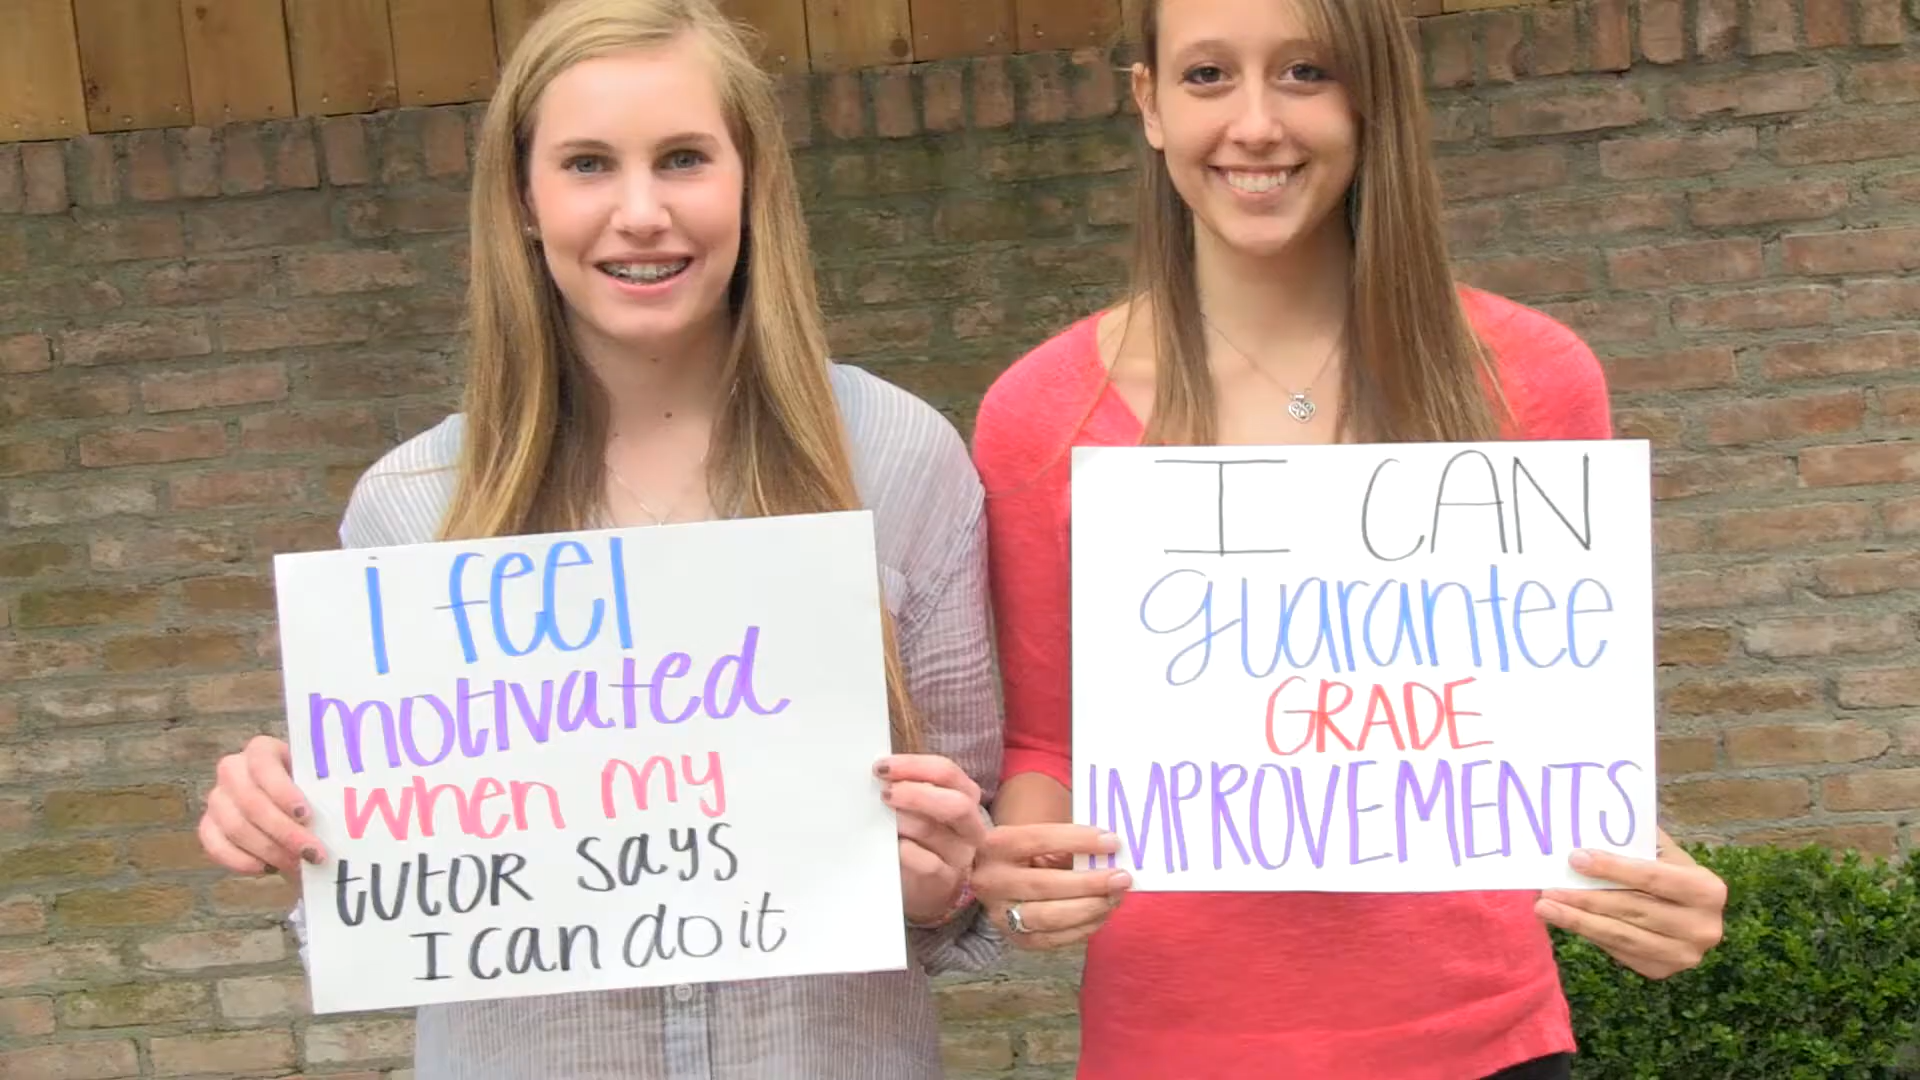 i feel
motivated
when my
tutor says
I can do it
I CAN
guarantee
GRADE
IMPROVEMENTS